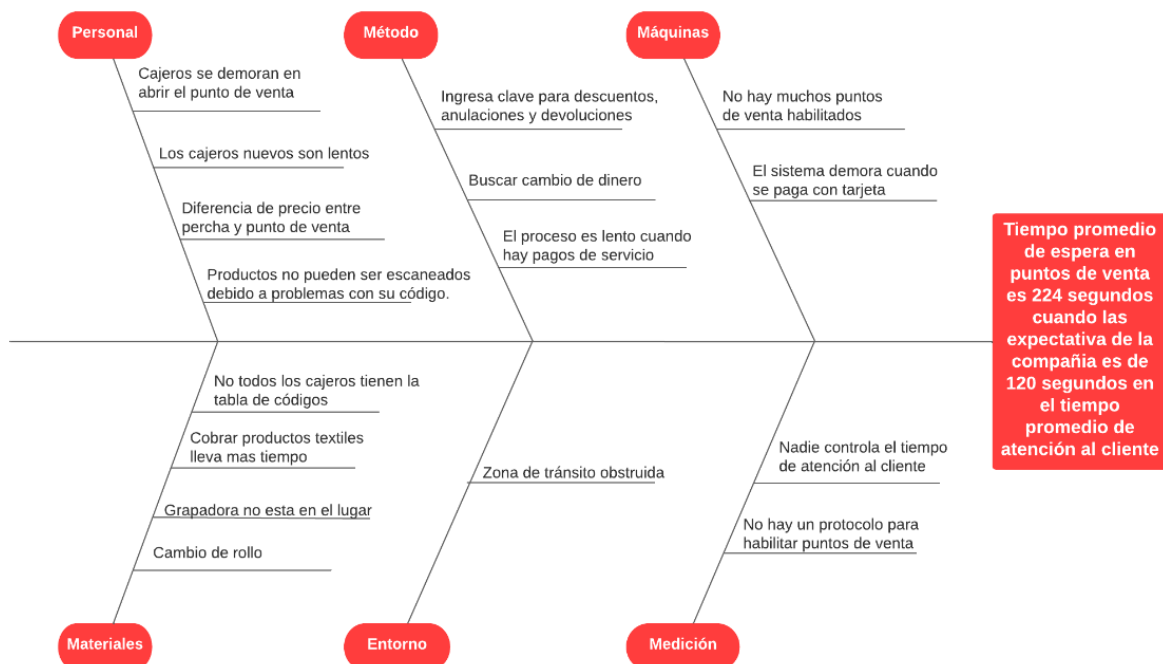 Personal
Método
Máquinas
Cajeros se demoran en
abrir el punto de venta
Los cajeros nuevos son lentos
Diferencia de precio entre
percha y punto de venta
Productos no pueden ser escaneados
debido a problemas con su código.
Ingresa clave para descuentos,
anulaciones y devoluciones
Buscar cambio de dinero
El proceso es lento cuando
hay pagos de servicio
No hay muchos puntos
de venta habilitados
El sistema demora cuando
se paga con tarjeta
Tiempo promedio
de espera en
puntos de venta
es 224 segundos
cuando las
expectativa de la
compañia es de
120 segundos en
el tiempo
promedio de
atención al cliente
No todos los cajeros tienen la
tabla de códigos
Cobrar productos textiles
lleva mas tiempo
Grapadora no esta en el lugar
Cambio de rollo
Zona de tránsito obstruida
Nadie controla el tiempo
de atención al cliente
No hay un protocolo para
habilitar puntos de venta
Materiales
Entorno
Medición